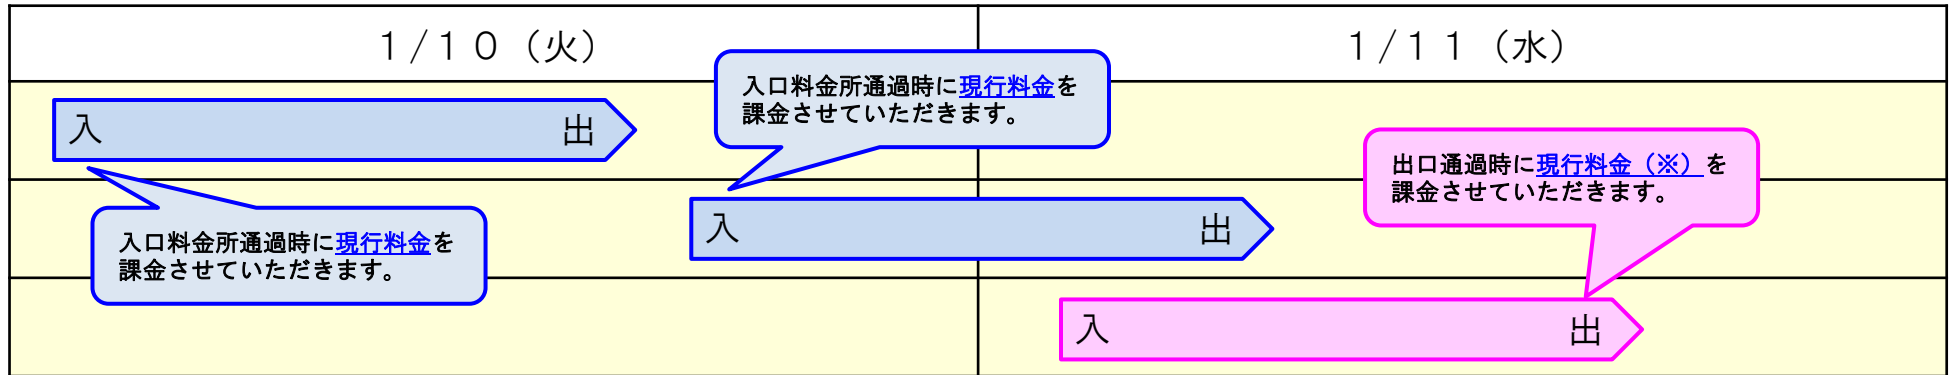 １/１０（火）
１/１１（水）
入口料金所通過時に現行料金を
課金させていただきます。
入
出
出口通過時に現行料金（※）を
課金させていただきます。
入口料金所通過時に現行料金を
課金させていただきます。
入
出
入
出